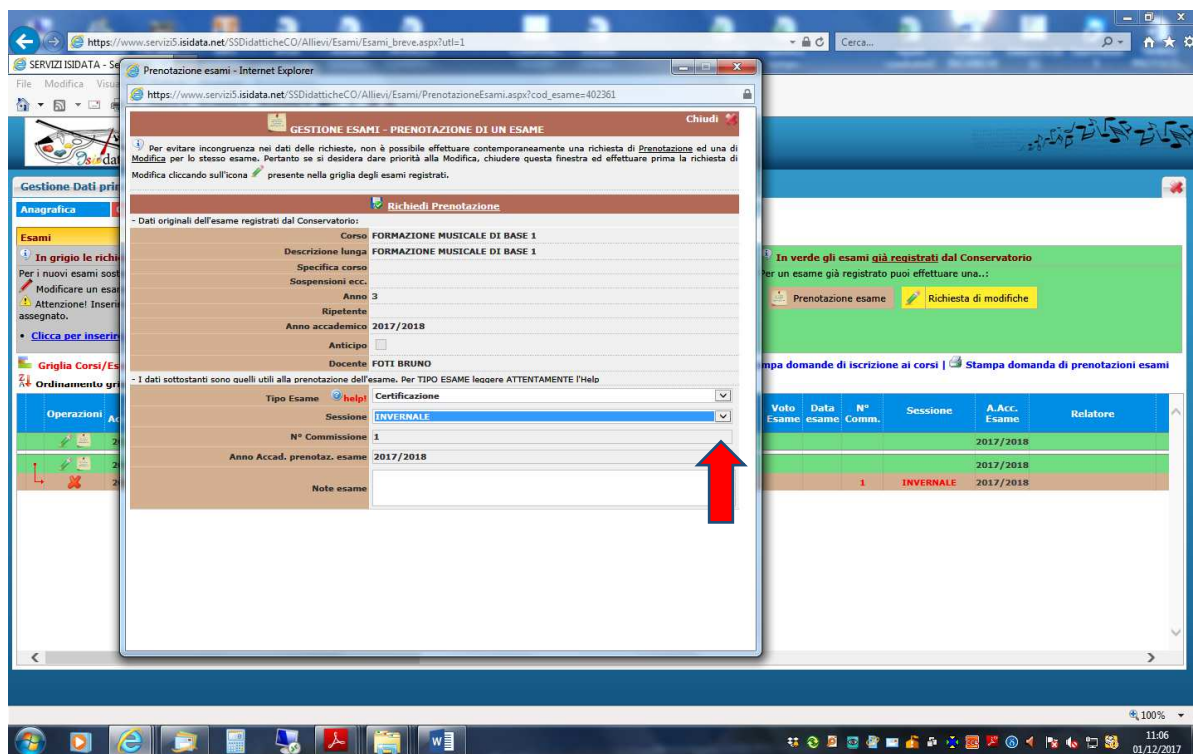 https://www.servizi5.isidata.net/SSDidatticheCO/Allievi/Esami/Esami_breve.aspx?utl=1
Cerca...
SERVIZI ISIDATA - Se
File Modifica Visua
Prenotazione esami - Internet Explorer
https://www.servizi5.isidata.net/SSDidatticheCO/Allievi/Esami/PrenotazioneEsami.aspx?cod_esame=402361
Chiudi
GESTIONE ESAMI - PRENOTAZIONE DI UN ESAME
Per evitare incongruenza nei dati delle richieste, non è possibile effettuare contemporaneamente una richiesta di Prenotazione ed una di
Modifica per lo stesso esame. Pertanto se si desidera dare priorità alla Modifica, chiudere questa finestra ed effettuare prima la richiesta di
Modifica cliccando sull'icona presente nella griglia degli esami registrati.
Richiedi Prenotazione
- Dati originali dell'esame registrati dal Conservatorio:
Corso FORMAZIONE MUSICALE DI BASE 1
Descrizione lunga FORMAZIONE MUSICALE DI BASE 1
Specifica corso
Sospensioni ecc.
Anno 3
Ripetente
Anno accademico 2017/2018
Anticipo
Docente FOTI BRUNO
- I dati sottostanti sono quelli utili alla prenotazione dell'esame. Per TIPO ESAME leggere ATTENTAMENTE l'Help
Tipo Esame help! Certificazione
Sessione INVERNALE
N° Commissione 1
Anno Accad. prenotaz. esame 2017/2018
Note esame
Isidat
Gestione Dati prin
Anagrafica
Esami
In grigio le richi
Per i nuovi esami sost
Modificare un esan
Attenzione! Inseri
assegnato.
• Clicca per inserir
Griglia Corsi/Es
Ordinamento gri
In verde gli esami già registrati dal Conservatorio
Per un esame già registrato puoi effettuare una..:
Prenotazione esame Richiesta di modifiche
mpa domande di iscrizione ai corsi | Stampa domanda di prenotazioni esami
Operazioni Voto Esame Data esame N° Comm. Sessione A.Acc. Esame Relatore
2017/2018
2017/2018
1 INVERNALE 2017/2018
100%
11:06
01/12/2017